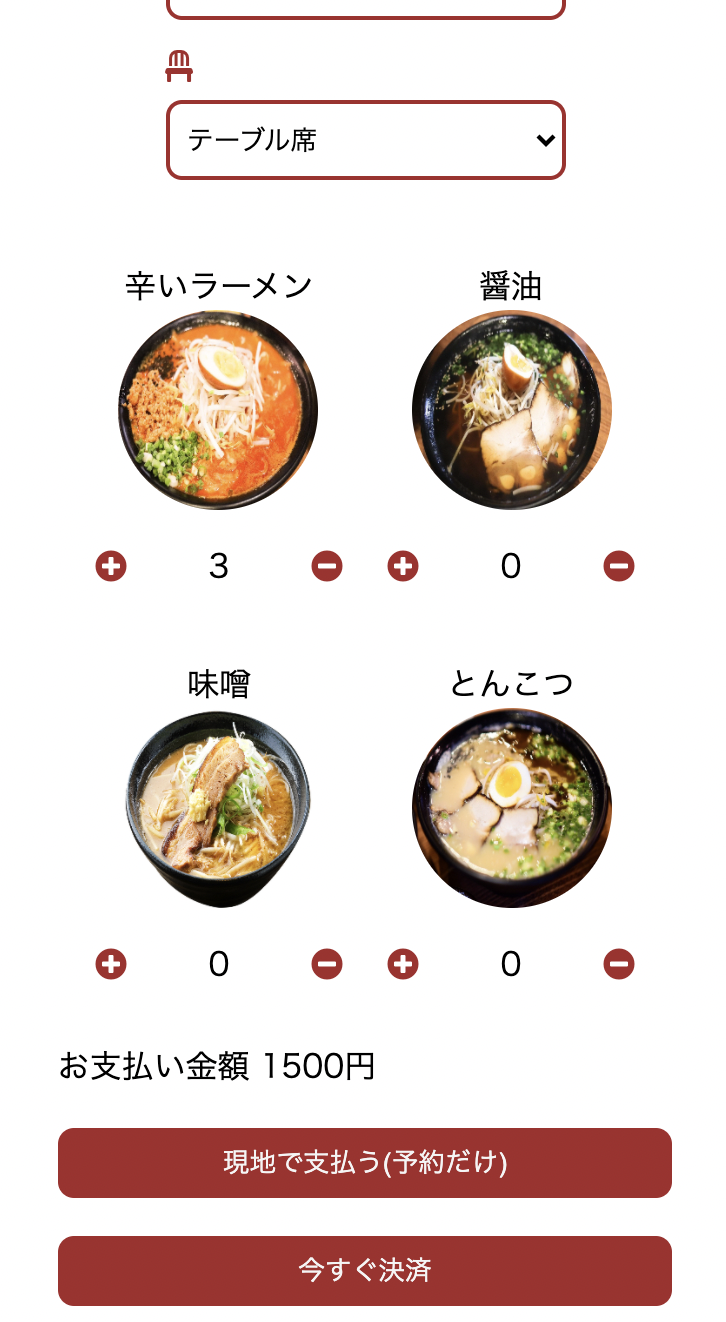 テーブル席
辛いラーメン 醤油
3 0
味噌 とんこつ
0 0
お支払い金額 1500円
現地で支払う(予約だけ)
今すぐ決済